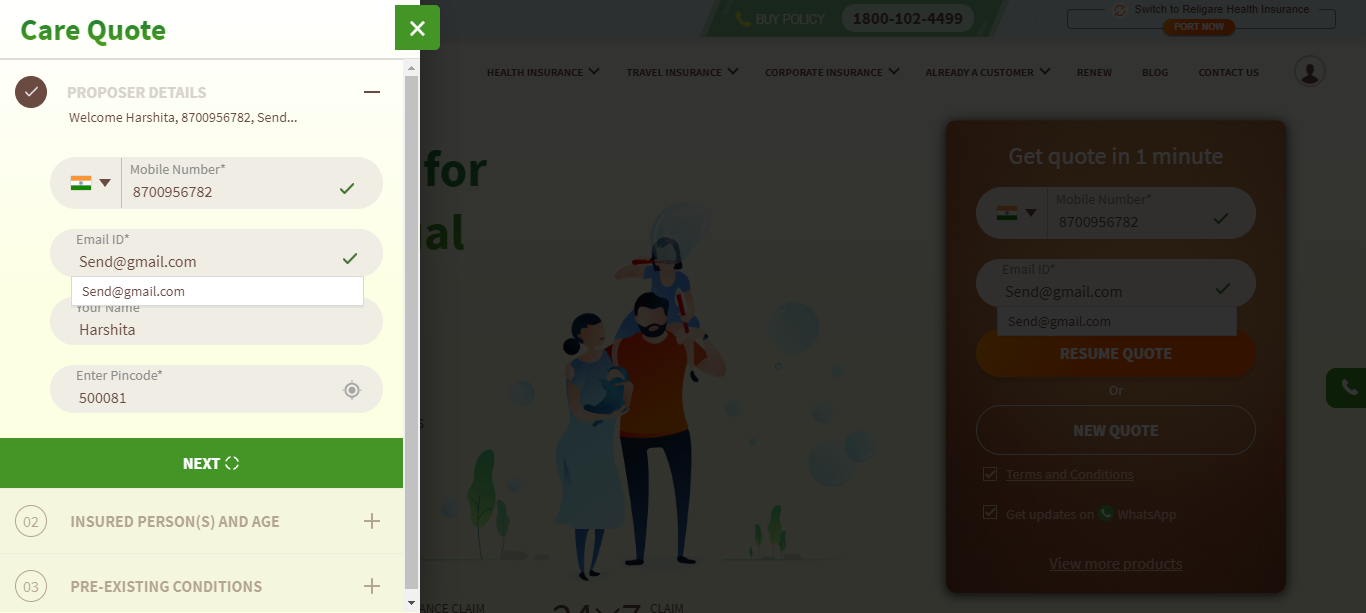 Care Quote
BUY POLICY
1800-102-4499
Switch to Religare Health Insurance
PORT NOW
HEALTH INSURANCE
TRAVEL INSURANCE
CORPORATE INSURANCE
ALREADY A CUSTOMER
RENEW
BLOG
CONTACT US
PROPOSER DETAILS
Welcome Harshita, 8700956782, Send...
Mobile Number*
8700956782
Email ID*
Send@gmail.com
Send@gmail.com
Your Name
Harshita
Enter Pincode*
500081
NEXT
02
INSURED PERSON(S) AND AGE
03
PRE-EXISTING CONDITIONS
for
al
Get quote in 1 minute
Mobile Number*
8700956782
Email ID*
Send@gmail.com
Send@gmail.com
RESUME QUOTE
Or
NEW QUOTE
Terms and Conditions
Get updates on WhatsApp
View more products
ANCE CLAIM
24x7
CLAIM